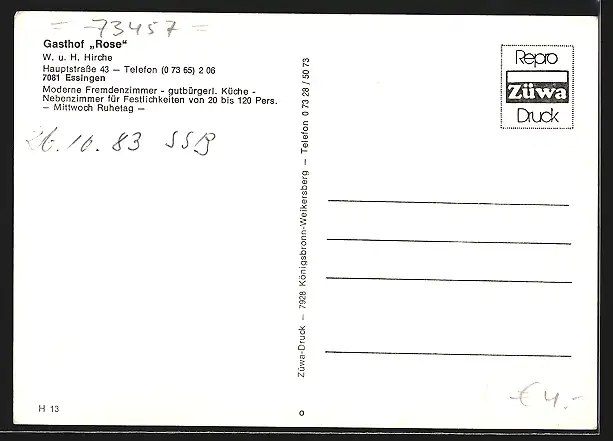 = 73457 =
Gasthof „Rose“
W. u. H. Hirche
Hauptstraße 43 — Telefon (0 73 65) 2 06
7081 Essingen
Moderne Fremdenzimmer - gutbürgerl. Küche -
Nebenzimmer für Festlichkeiten von 20 bis 120 Pers.
— Mittwoch Ruhetag —
26.10.83 SSB
Züwa-Druck — 7928 Königsbronn-Weikersberg — Telefon 0 73 28 / 50 73
Repro
Züwa
Druck
H 13
€ 4.-